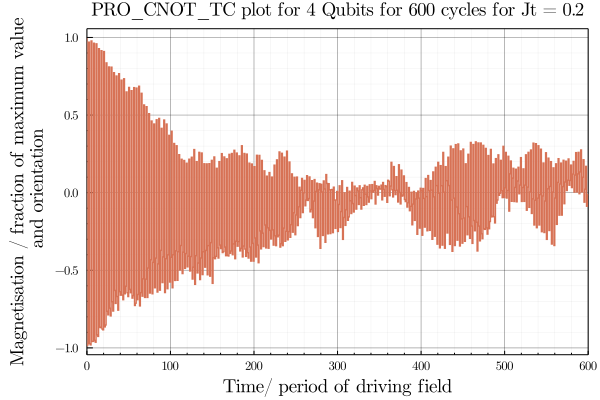 PRO_CNOT_TC plot for 4 Qubits for 600 cycles for Jt = 0.2
Magnetisation / fraction of maximum value
and orientation
1.0
0.5
0.0
−0.5
−1.0
0 100 200 300 400 500 600
Time/ period of driving field